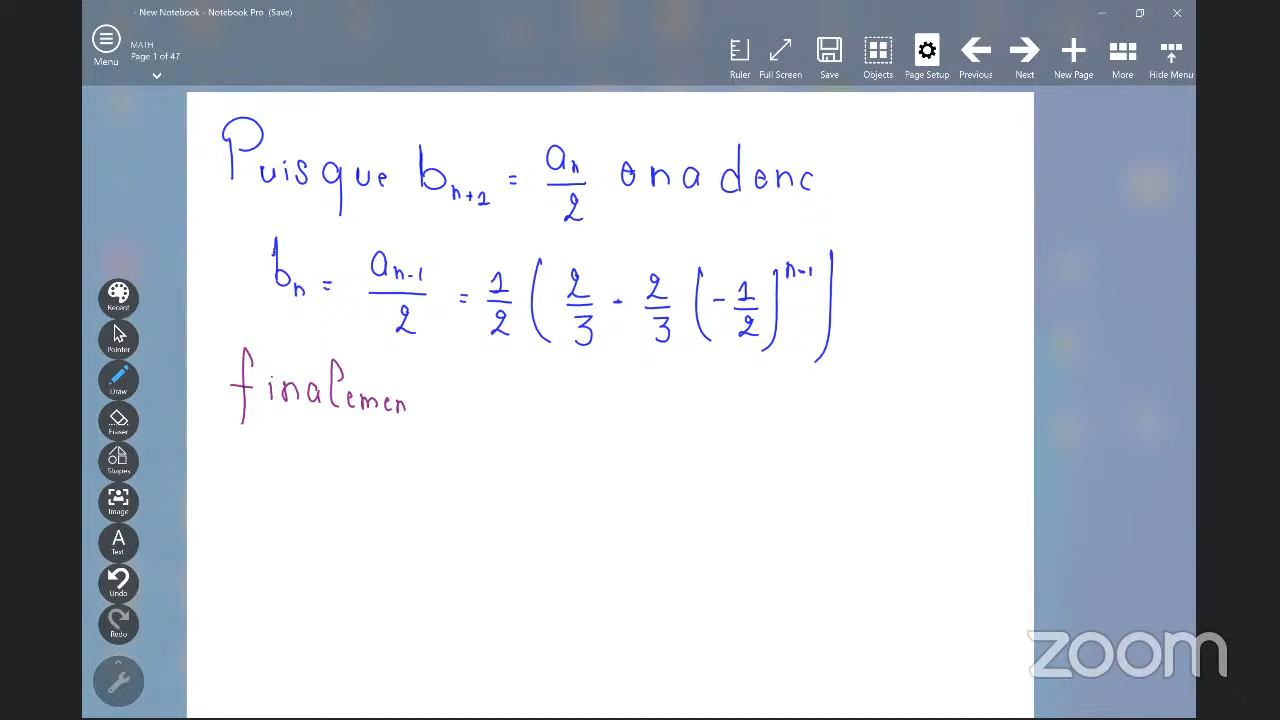 - New Notebook - Notebook Pro (Save)
Menu
MATH
Page 1 of 47
Ruler
Full Screen
Save
Objects
Page Setup
Previous
Next
New Page
More
Hide Menu
Puisque b_{n+1} = a_n/2 on a donc
b_n = a_{n-1}/2 = 1/2 ( 2/3 - 2/3 ( - 1/2 )^{n-1} )
finalemen
Recent
Pointer
Draw
Eraser
Shapes
Image
Text
Undo
Redo
zoom